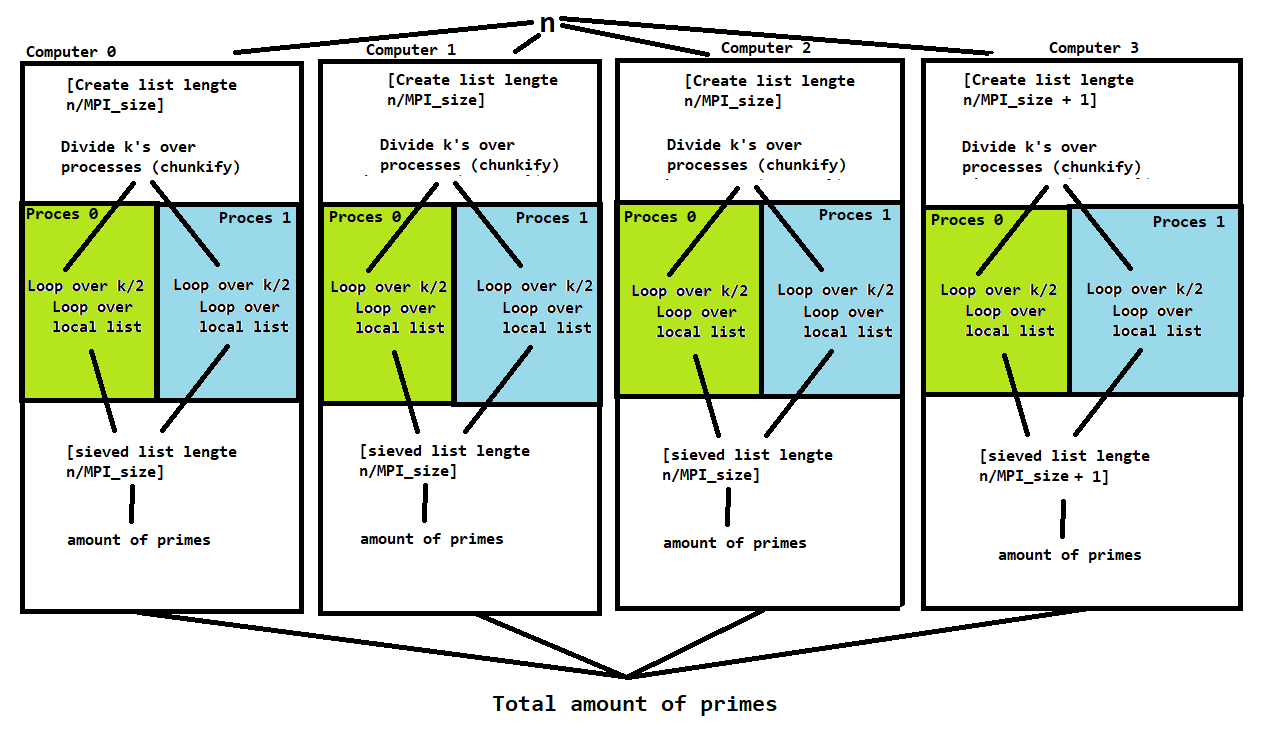 n
Computer 0
[Create list lengte
n/MPI_size]
Divide k's over
processes (chunkify)
Proces 0
Loop over k/2
Loop over
local list
Proces 1
Loop over k/2
Loop over
local list
[sieved list lengte
n/MPI_size]
amount of primes
Computer 1
[Create list lengte
n/MPI_size]
Divide k's over
processes (chunkify)
Proces 0
Loop over k/2
Loop over
local list
Proces 1
Loop over k/2
Loop over
local list
[sieved list lengte
n/MPI_size]
amount of primes
Computer 2
[Create list lengte
n/MPI_size]
Divide k's over
processes (chunkify)
Proces 0
Loop over k/2
Loop over
local list
Proces 1
Loop over k/2
Loop over
local list
[sieved list lengte
n/MPI_size]
amount of primes
Computer 3
[Create list lengte
n/MPI_size + 1]
Divide k's over
processes (chunkify)
Proces 0
Loop over k/2
Loop over
local list
Proces 1
Loop over k/2
Loop over
local list
[sieved list lengte
n/MPI_size + 1]
amount of primes
Total amount of primes